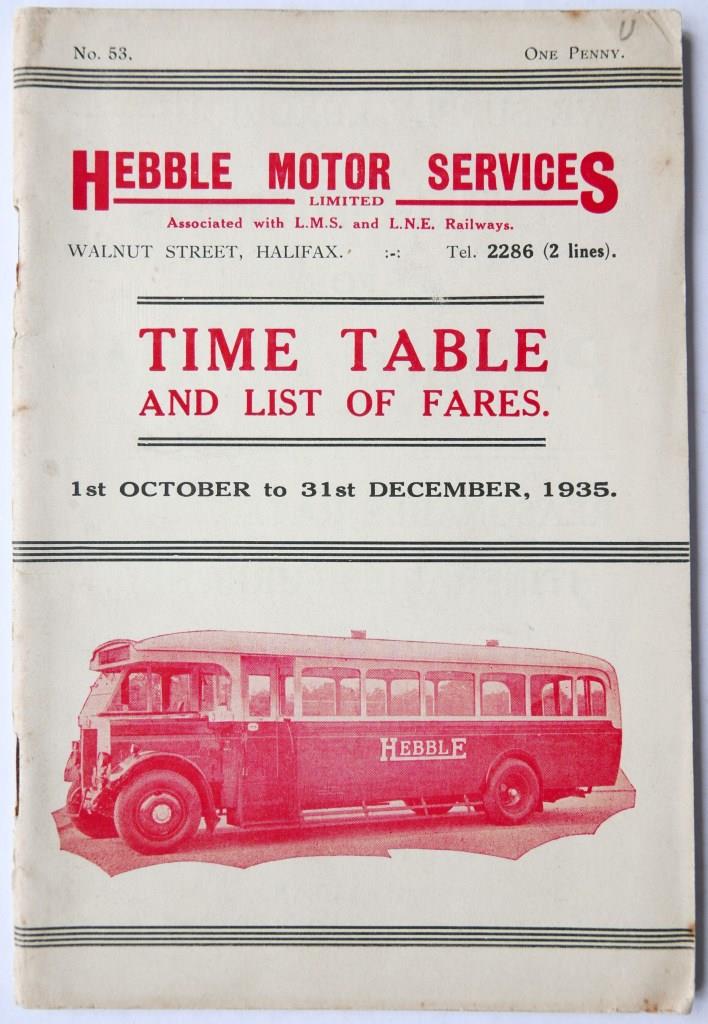 U
No. 53. ONE PENNY.
HEBBLE MOTOR SERVICES
LIMITED
Associated with L.M.S. and L.N.E. Railways.
WALNUT STREET, HALIFAX. :-: Tel. 2286 (2 lines).
TIME TABLE
AND LIST OF FARES.
1st OCTOBER to 31st DECEMBER, 1935.
HEBBLE